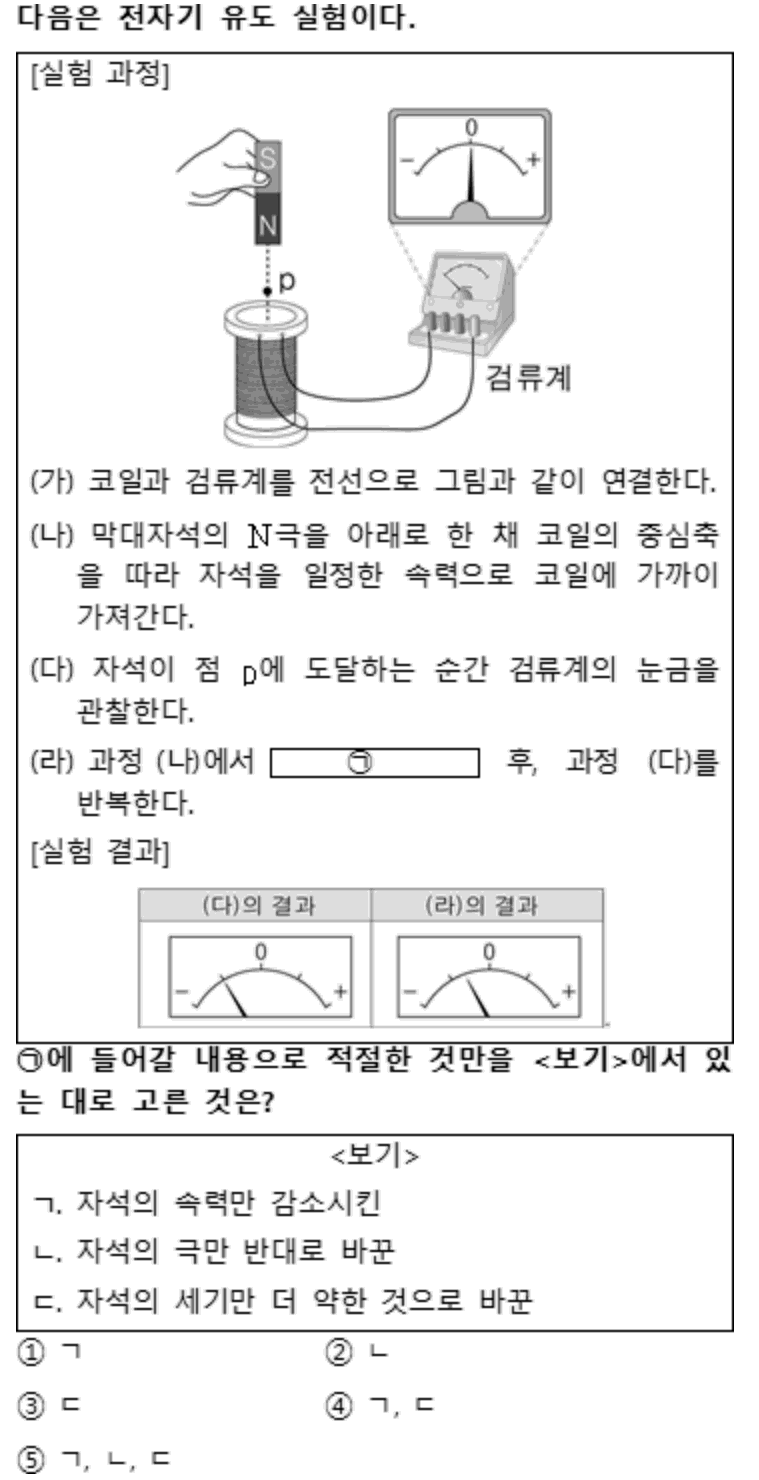 다음은 전자기 유도 실험이다.
[실험 과정]
S
N
p
0
- +
검류계
(가) 코일과 검류계를 전선으로 그림과 같이 연결한다.
(나) 막대자석의 N극을 아래로 한 채 코일의 중심축
을 따라 자석을 일정한 속력으로 코일에 가까이
가져간다.
(다) 자석이 점 p에 도달하는 순간 검류계의 눈금을
관찰한다.
(라) 과정 (나)에서 ㉠ 후, 과정 (다)를
반복한다.
[실험 결과]
(다)의 결과 (라)의 결과
0 0
- + - +
㉠에 들어갈 내용으로 적절한 것만을 <보기>에서 있
는 대로 고른 것은?
<보기>
ㄱ. 자석의 속력만 감소시킨
ㄴ. 자석의 극만 반대로 바꾼
ㄷ. 자석의 세기만 더 약한 것으로 바꾼
① ㄱ ② ㄴ
③ ㄷ ④ ㄱ, ㄷ
⑤ ㄱ, ㄴ, ㄷ